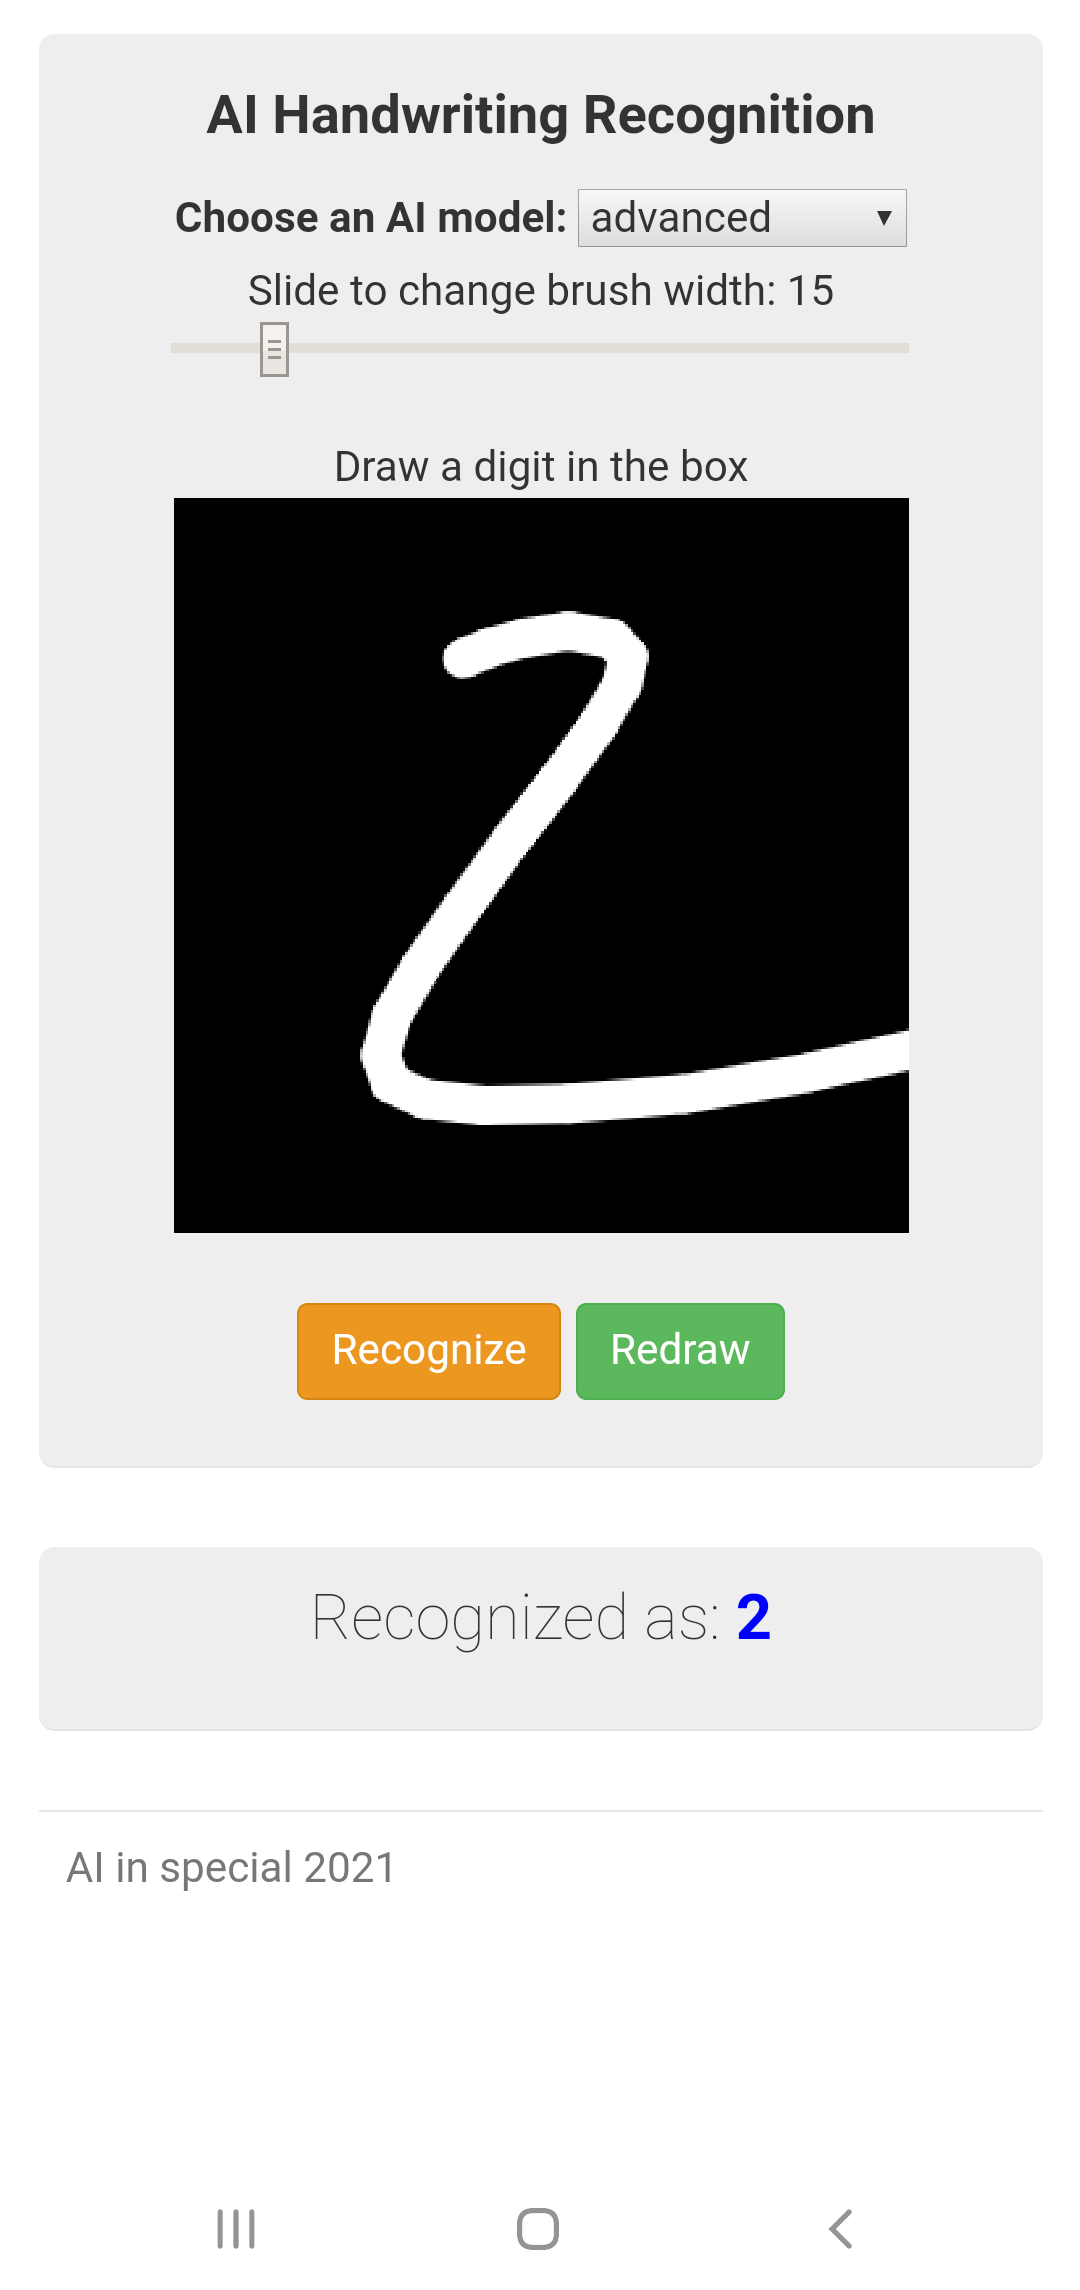 AI Handwriting Recognition
Choose an AI model: advanced
Slide to change brush width: 15
Draw a digit in the box
2
Recognize Redraw
Recognized as: 2
AI in special 2021